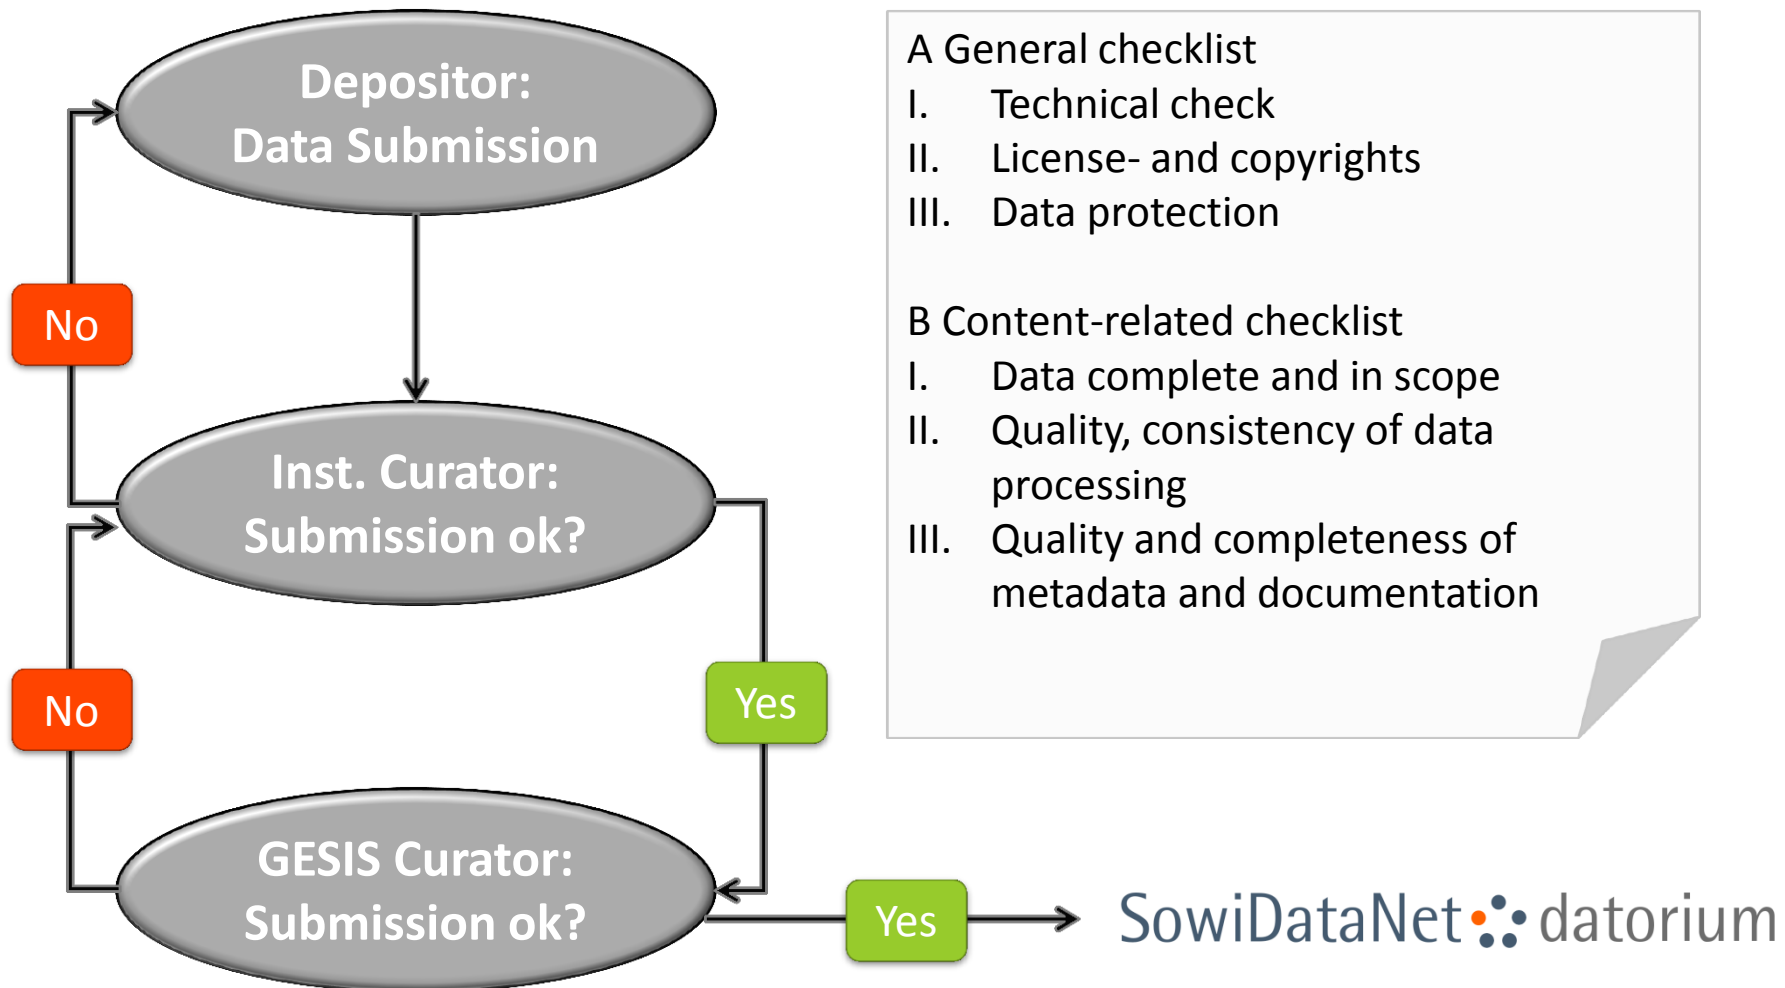 Depositor:
Data Submission
No
Inst. Curator:
Submission ok?
No
Yes
GESIS Curator:
Submission ok?
Yes
SowiDataNet datorium
A General checklist
I. Technical check
II. License- and copyrights
III. Data protection
B Content-related checklist
I. Data complete and in scope
II. Quality, consistency of data
processing
III. Quality and completeness of
metadata and documentation